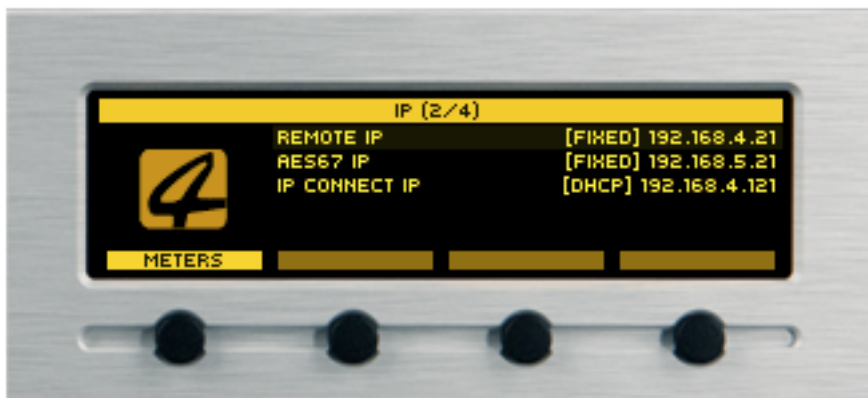 IP (2/4)
REMOTE IP [FIXED] 192.168.4.21
AES67 IP [FIXED] 192.168.5.21
IP CONNECT IP [DHCP] 192.168.4.121
4
METERS